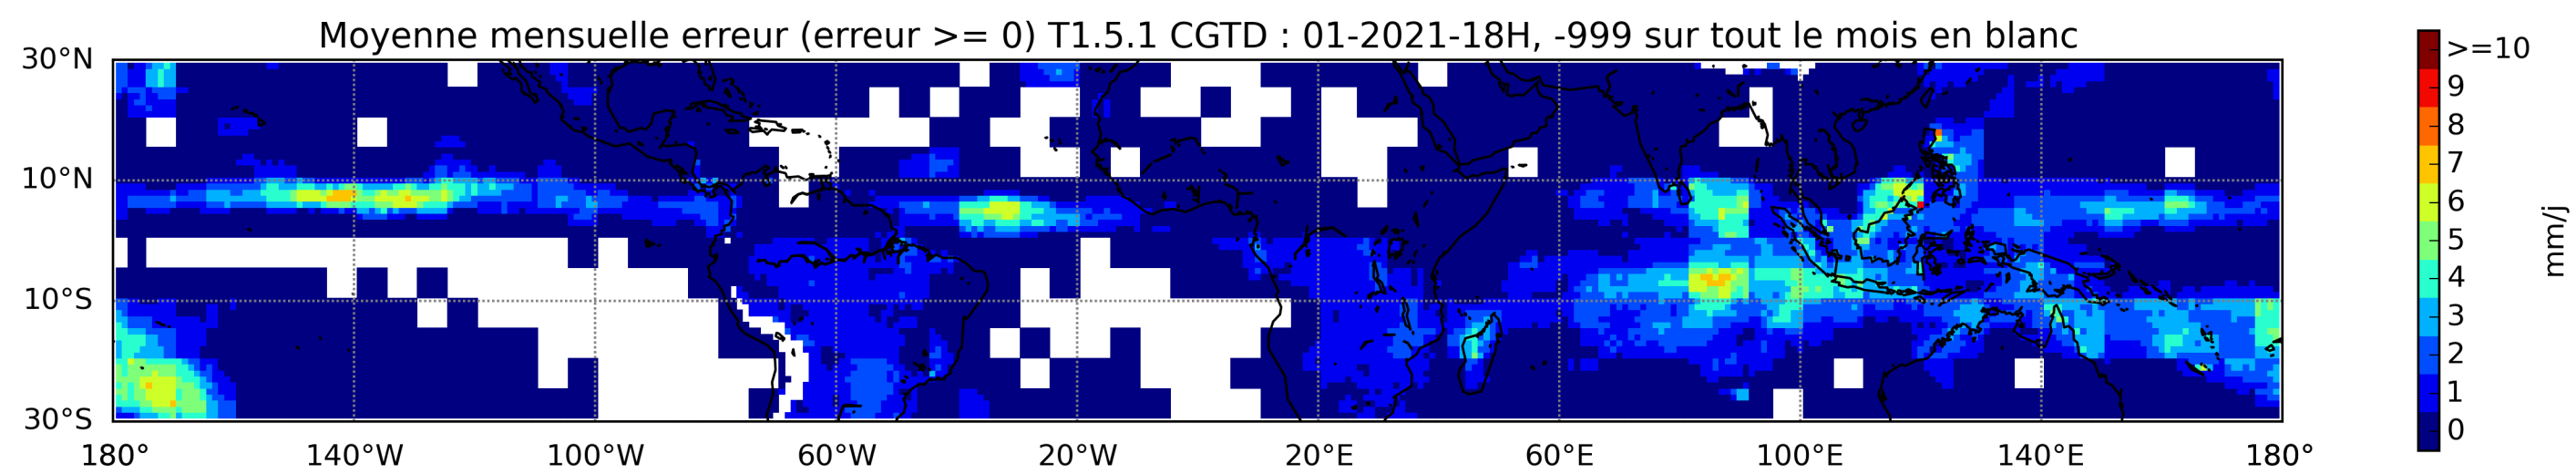 Moyenne mensuelle erreur (erreur >= 0) T1.5.1 CGTD : 01-2021-18H, -999 sur tout le mois en blanc
30°N
10°N
10°S
30°S
180° 140°W 100°W 60°W 20°W 20°E 60°E 100°E 140°E 180°
>=10
9
8
7
6
5
4
3
2
1
0
mm/j